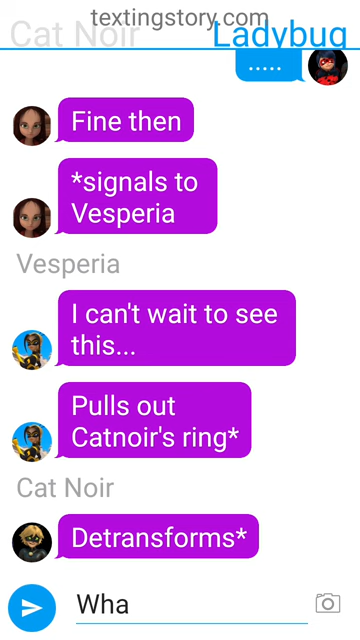 textingstory.com
Cat Noir
Ladybug
.....
Fine then
*signals to
Vesperia
Vesperia
I can't wait to see
this...
Pulls out
Catnoir's ring*
Cat Noir
Detransforms*
Wha